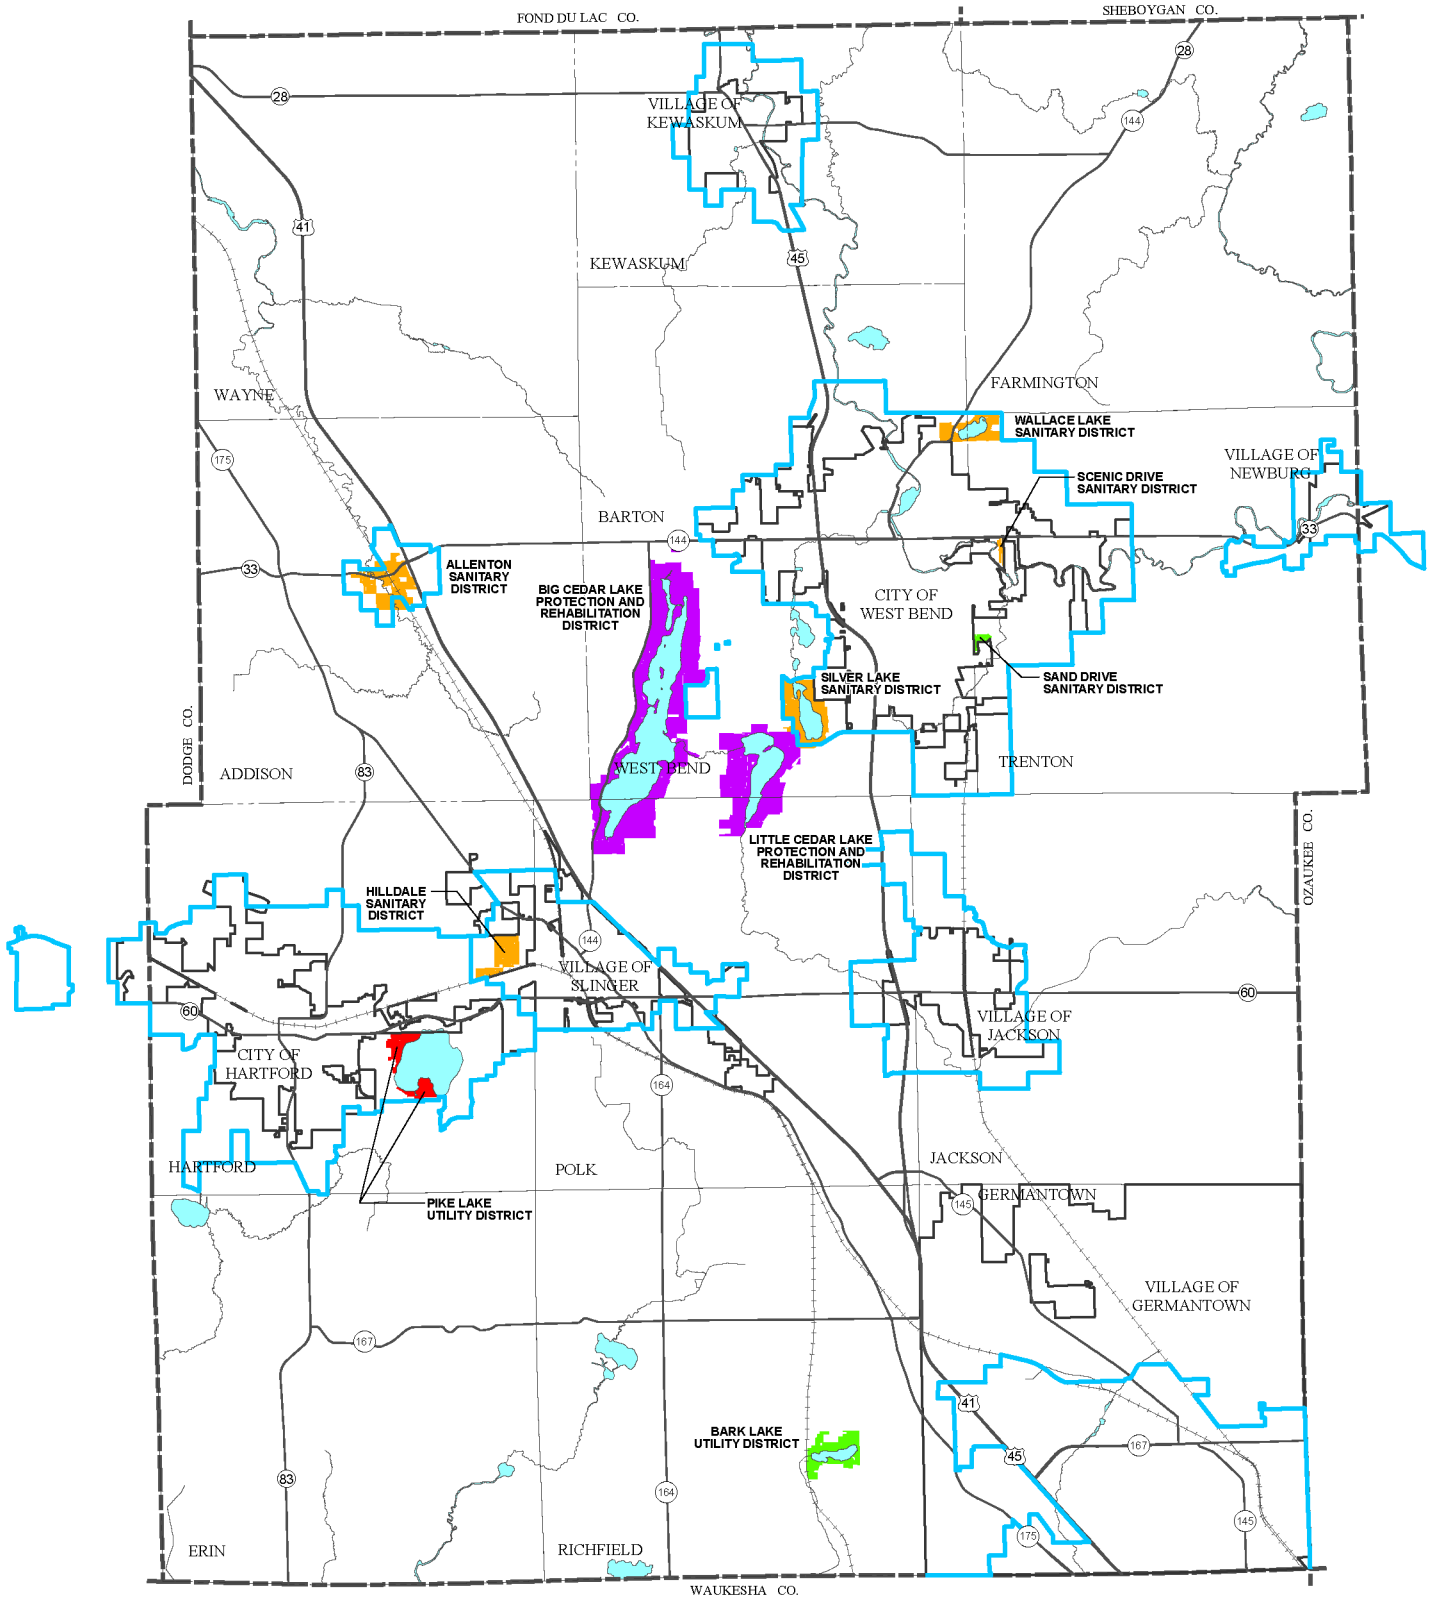 FOND DU LAC CO.
SHEBOYGAN CO.
28
28
144
VILLAGE OF
KEWASKUM
41
45
KEWASKUM
WAYNE
FARMINGTON
WALLACE LAKE
SANITARY DISTRICT
175
VILLAGE OF
NEWBURG
SCENIC DRIVE
SANITARY DISTRICT
BARTON
144
33
33
ALLENTON
SANITARY
DISTRICT
BIG CEDAR LAKE
PROTECTION AND
REHABILITATION
DISTRICT
CITY OF
WEST BEND
SILVER LAKE
SANITARY DISTRICT
SAND DRIVE
SANITARY DISTRICT
DODGE CO.
ADDISON
83
WEST BEND
TRENTON
LITTLE CEDAR LAKE
PROTECTION AND
REHABILITATION
DISTRICT
OZAUKEE CO.
HILLDALE
SANITARY
DISTRICT
144
VILLAGE OF
SLINGER
60
60
VILLAGE OF
JACKSON
CITY OF
HARTFORD
164
HARTFORD
POLK
JACKSON
GERMANTOWN
145
PIKE LAKE
UTILITY DISTRICT
VILLAGE OF
GERMANTOWN
167
41
BARK LAKE
UTILITY DISTRICT
45
167
83
164
175
145
ERIN
RICHFIELD
WAUKESHA CO.